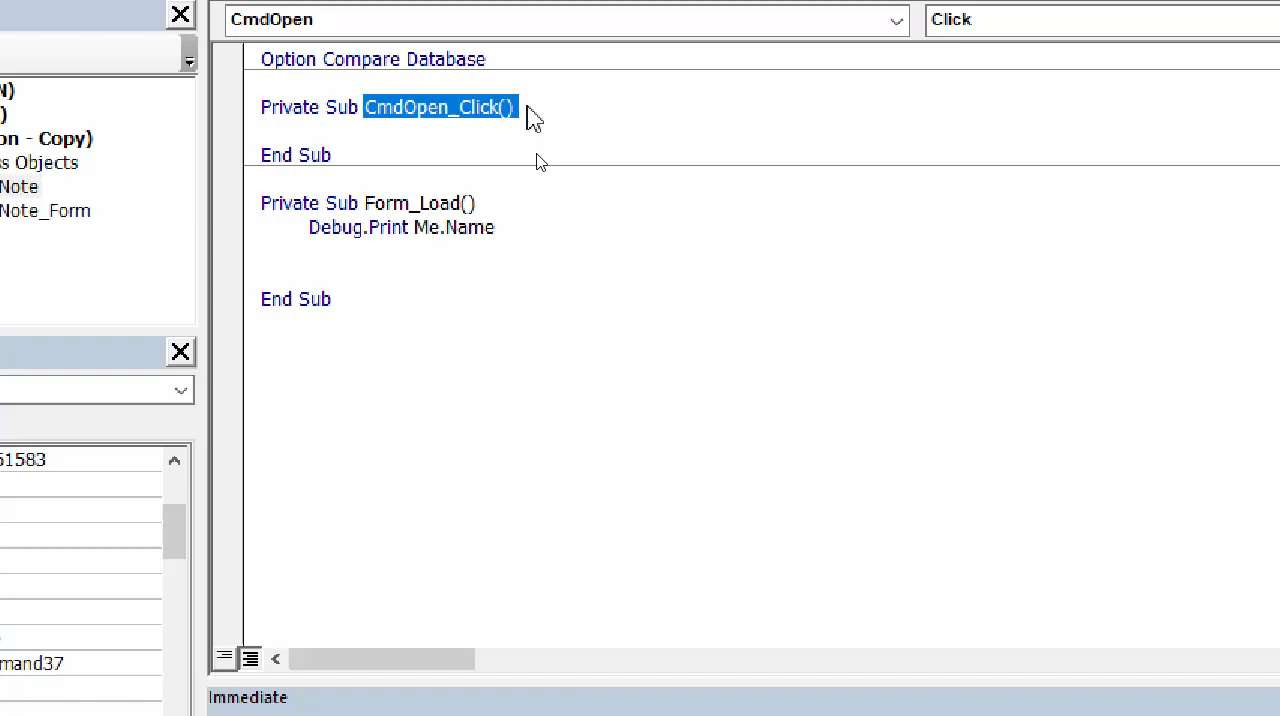 CmdOpen
Click
N)
)
on - Copy)
s Objects
Note
Note_Form
Option Compare Database
Private Sub CmdOpen_Click()
End Sub
Private Sub Form_Load()
Debug.Print Me.Name
End Sub
61583
mand37
Immediate